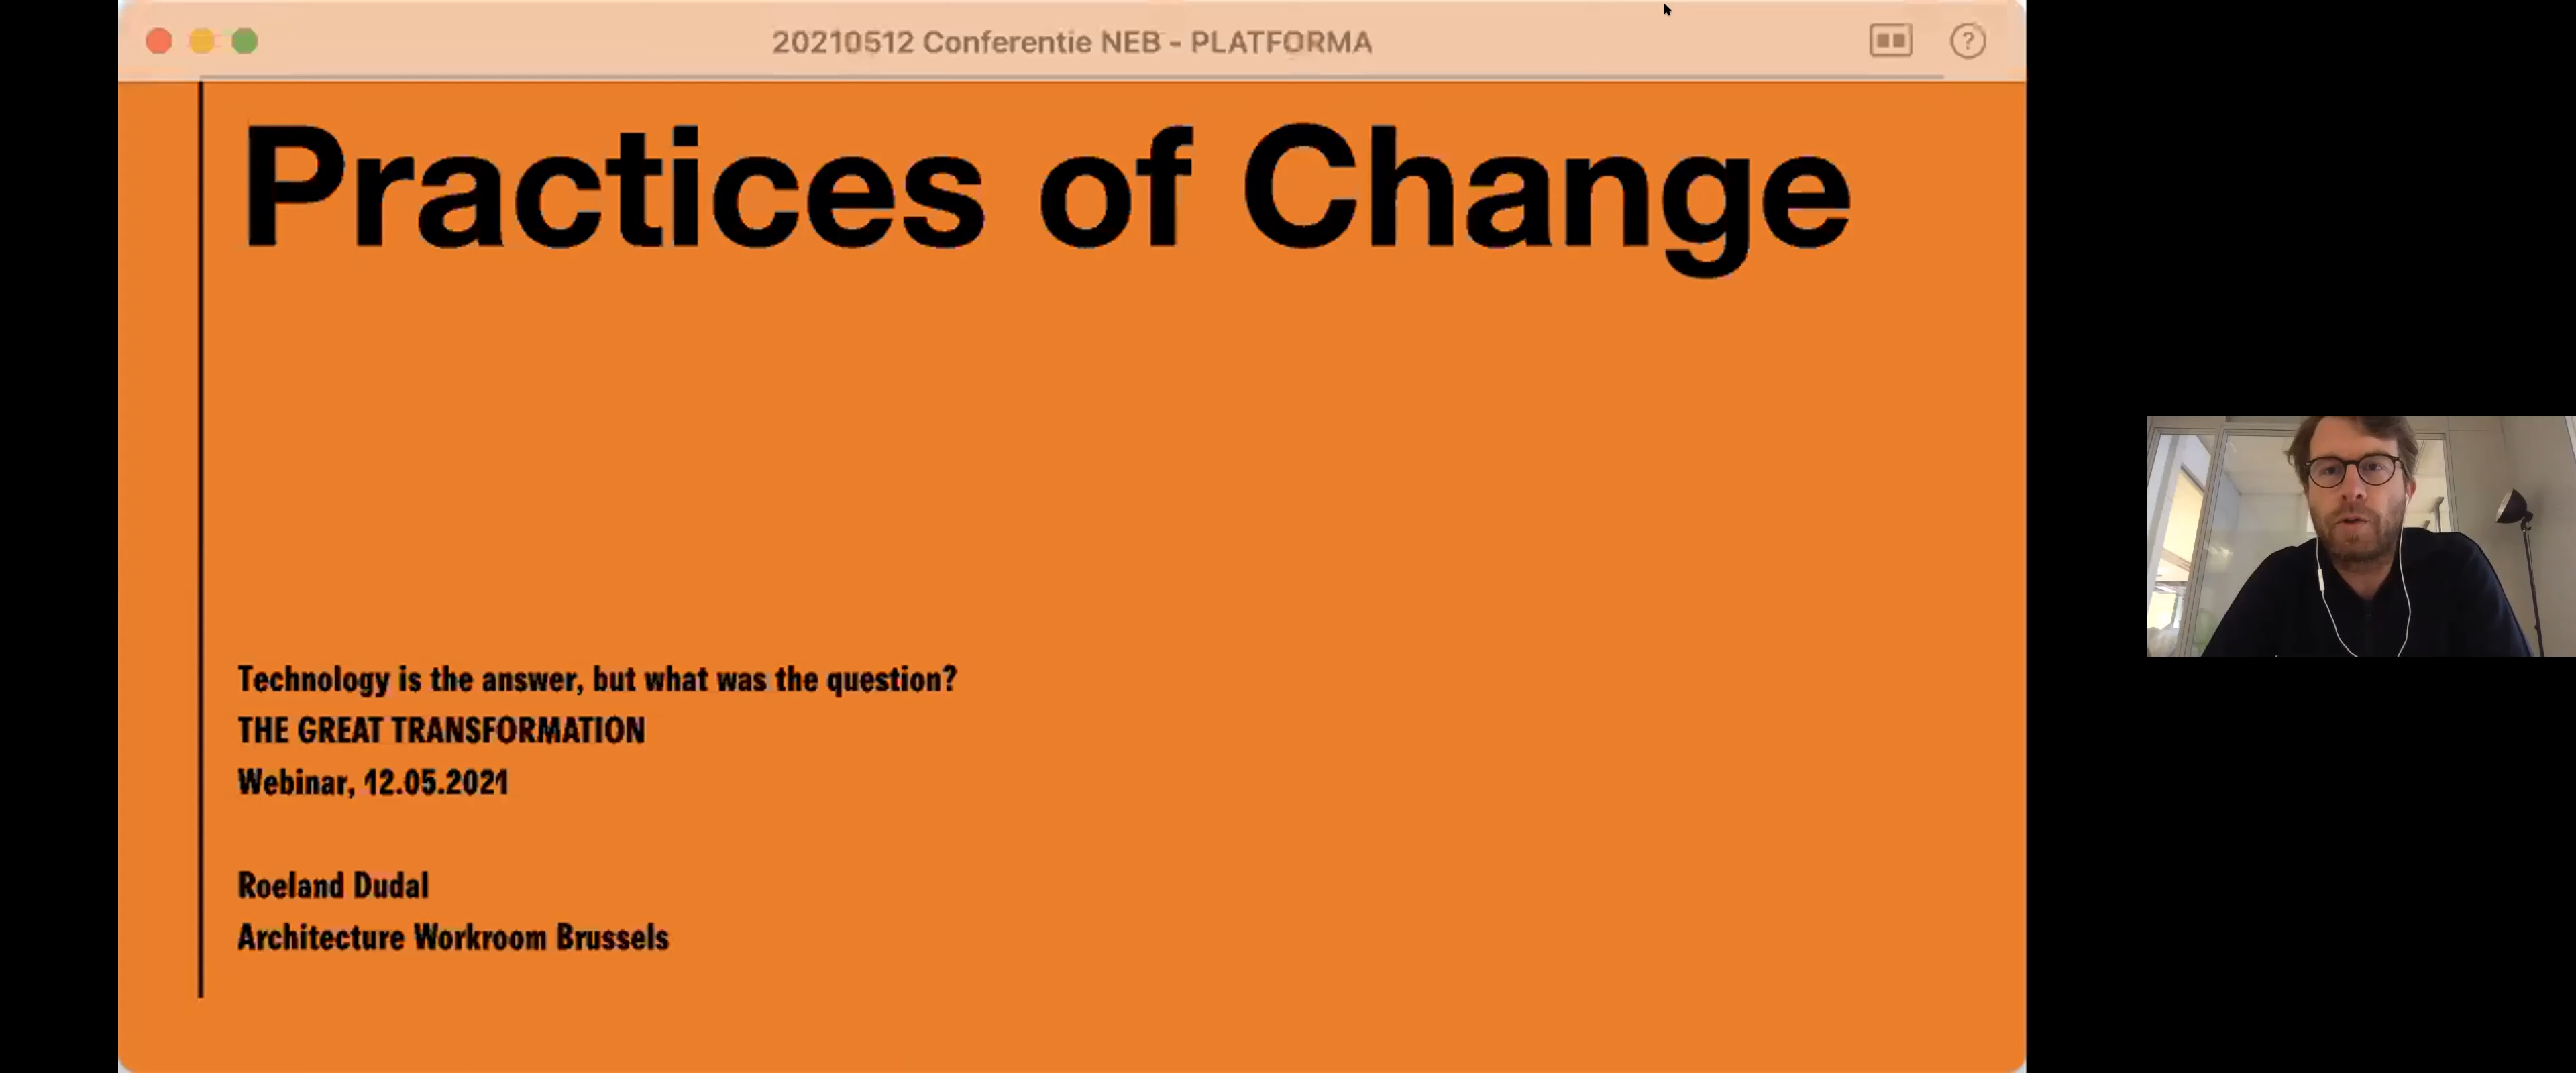 20210512 Conferentie NEB - PLATFORMA
Practices of Change
Technology is the answer, but what was the question?
THE GREAT TRANSFORMATION
Webinar, 12.05.2021
Roeland Dudal
Architecture Workroom Brussels